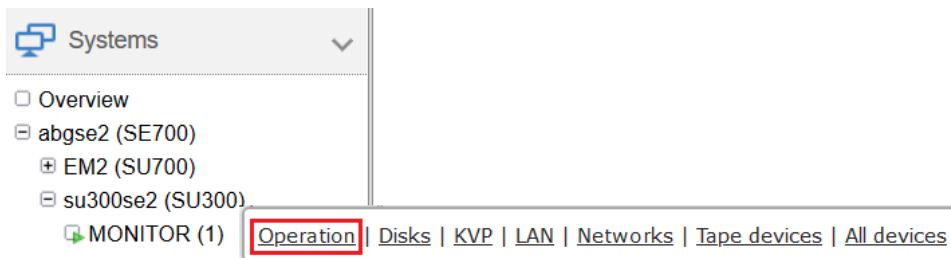 Systems
Overview
abgse2 (SE700)
EM2 (SU700)
su300se2 (SU300)
MONITOR (1)
Operation | Disks | KVP | LAN | Networks | Tape devices | All devices